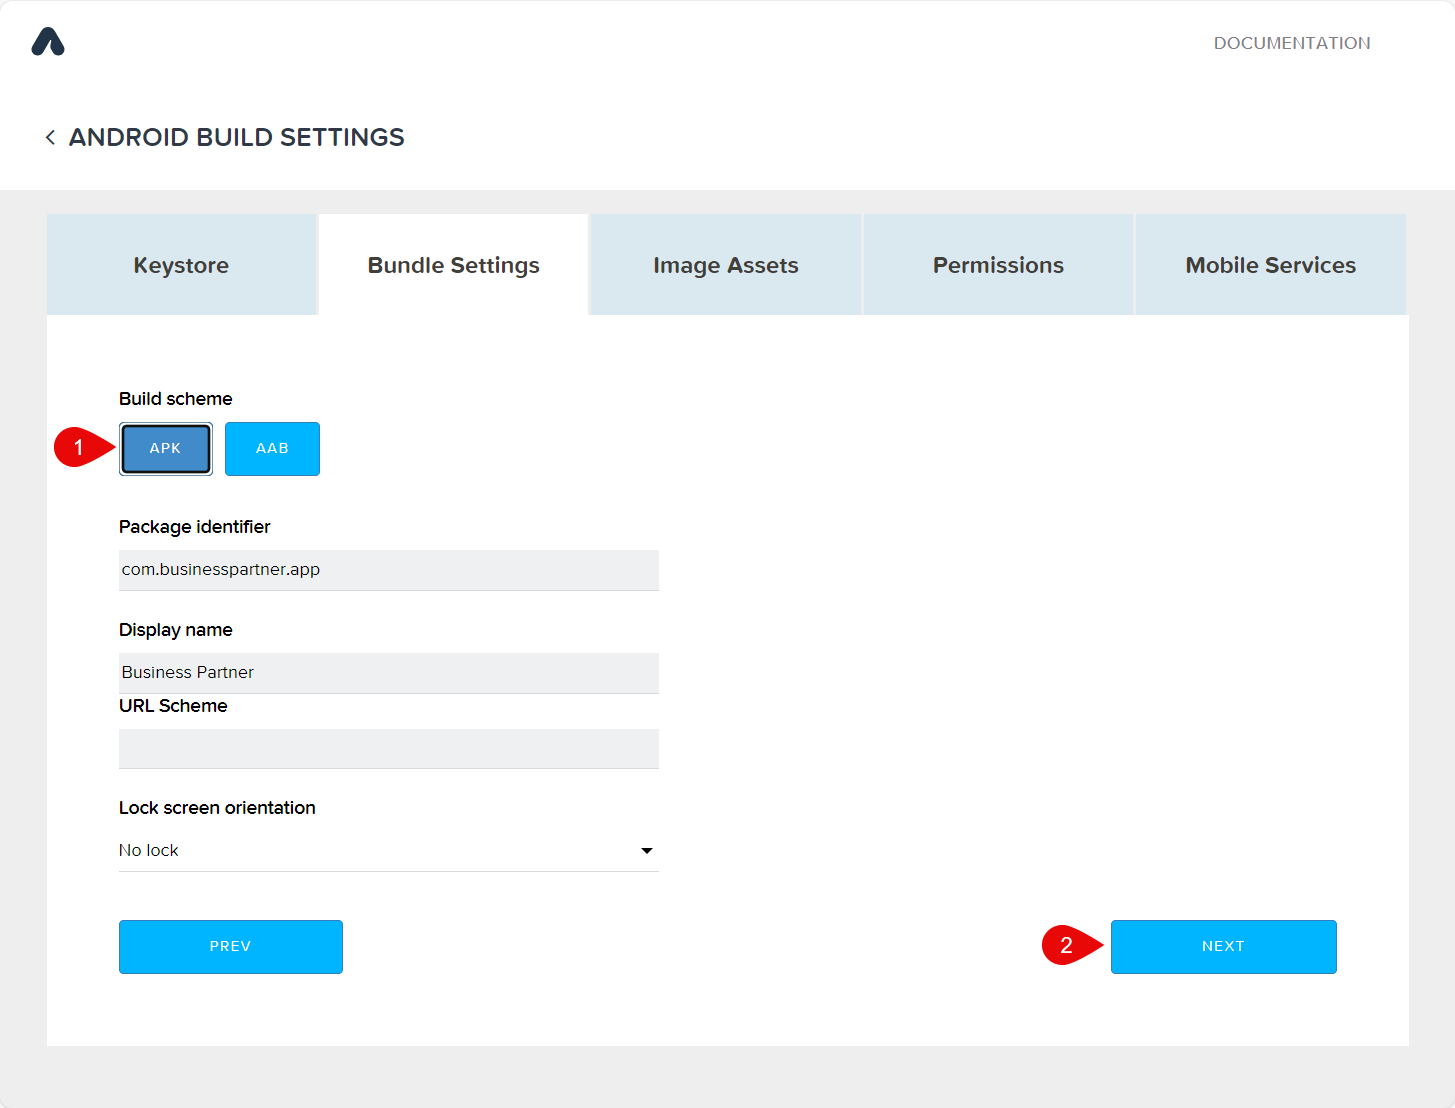 DOCUMENTATION
ANDROID BUILD SETTINGS
Keystore Bundle Settings Image Assets Permissions Mobile Services
Build scheme
1 APK AAB
Package identifier
com.businesspartner.app
Display name
Business Partner
URL Scheme
Lock screen orientation
No lock
PREV 2 NEXT